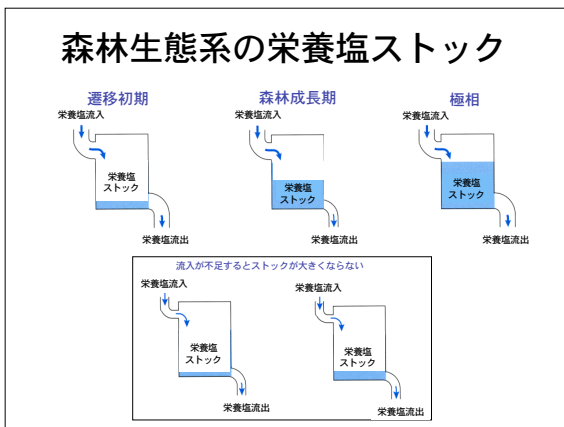 森林生態系の栄養塩ストック
遷移初期
栄養塩流入
栄養塩
ストック
栄養塩流出
森林成長期
栄養塩流入
栄養塩
ストック
栄養塩流出
極相
栄養塩流入
栄養塩
ストック
栄養塩流出
流入が不足するとストックが大きくならない
栄養塩流入
栄養塩
ストック
栄養塩流出
栄養塩流入
栄養塩
ストック
栄養塩流出